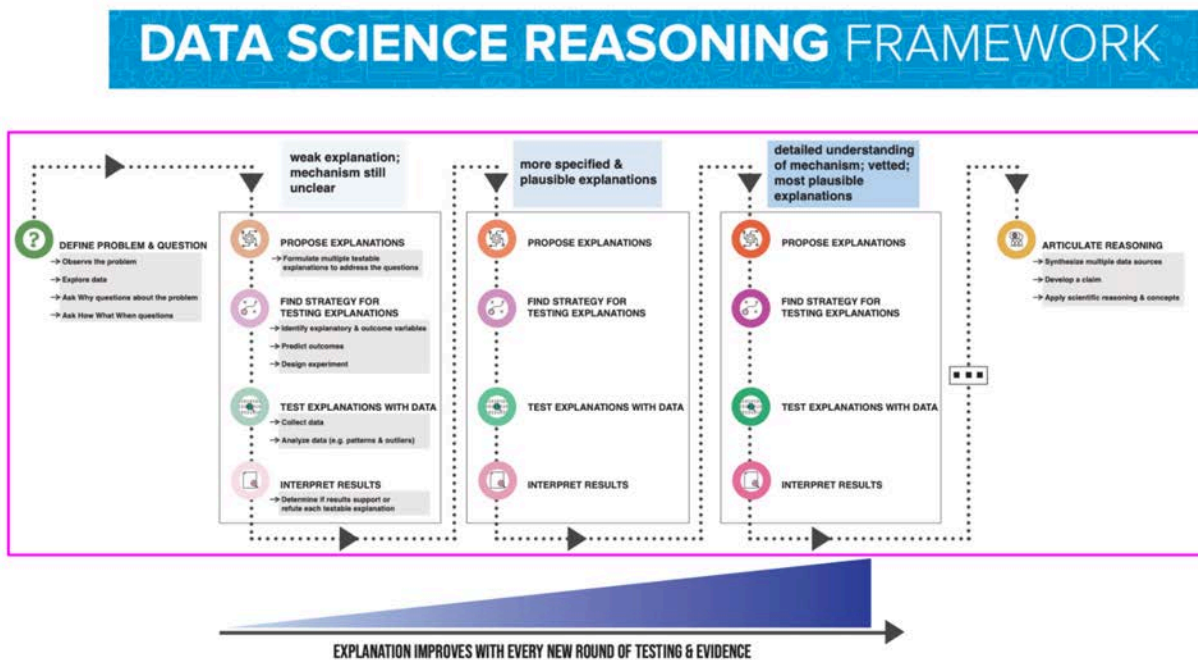 DATA SCIENCE REASONING FRAMEWORK
weak explanation;
mechanism still
unclear
more specified &
plausible explanations
detailed understanding
of mechanism; vetted;
most plausible
explanations
?
DEFINE PROBLEM & QUESTION
Observe the problem
Explore data
Ask Why questions about the problem
Ask How What When questions
PROPOSE EXPLANATIONS
Formulate multiple testable
explanations to address the questions
FIND STRATEGY FOR
TESTING EXPLANATIONS
Identify explanatory & outcome variables
Predict outcomes
Design experiment
TEST EXPLANATIONS WITH DATA
Collect data
Analyze data (e.g. patterns & outliers)
INTERPRET RESULTS
Determine if results support or
refute each testable explanation
PROPOSE EXPLANATIONS
FIND STRATEGY FOR
TESTING EXPLANATIONS
TEST EXPLANATIONS WITH DATA
INTERPRET RESULTS
PROPOSE EXPLANATIONS
FIND STRATEGY FOR
TESTING EXPLANATIONS
TEST EXPLANATIONS WITH DATA
INTERPRET RESULTS
ARTICULATE REASONING
Synthesize multiple data sources
Develop a claim
Apply scientific reasoning & concepts
EXPLANATION IMPROVES WITH EVERY NEW ROUND OF TESTING & EVIDENCE